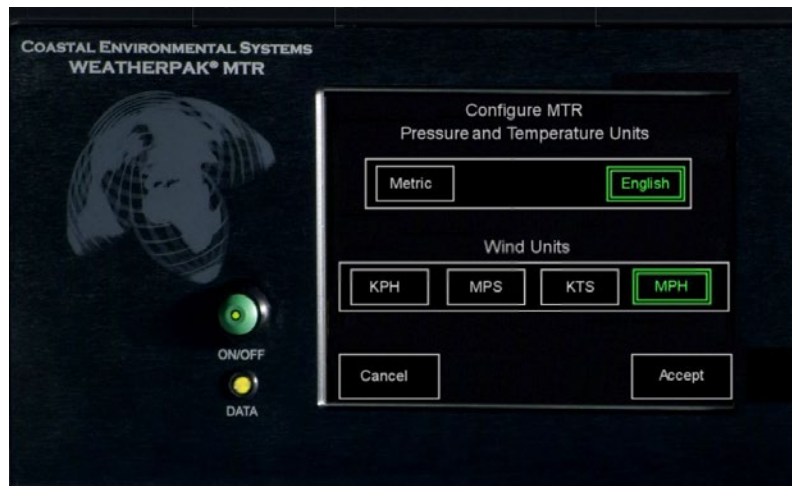 COASTAL ENVIRONMENTAL SYSTEMS
WEATHERPAK® MTR
Configure MTR
Pressure and Temperature Units
Metric English
Wind Units
KPH MPS KTS MPH
ON/OFF
Cancel Accept
DATA